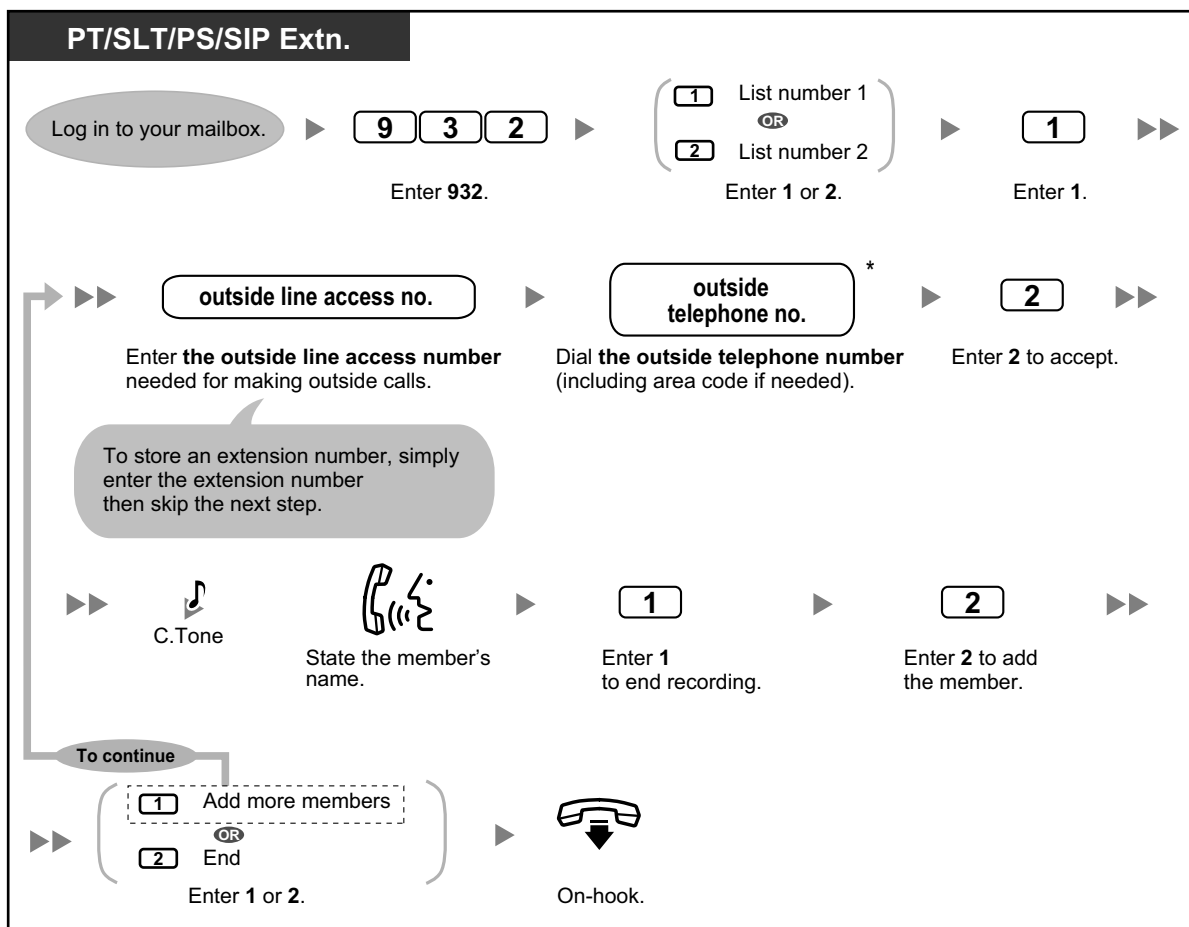 PT/SLT/PS/SIP Extn.
Log in to your mailbox.
9 3 2
Enter 932.
1 List number 1
OR
2 List number 2
Enter 1 or 2.
1
Enter 1.
outside line access no.
Enter the outside line access number
needed for making outside calls.
outside
telephone no.
*
Dial the outside telephone number
(including area code if needed).
2
Enter 2 to accept.
To store an extension number, simply
enter the extension number
then skip the next step.
C.Tone
State the member's
name.
1
Enter 1
to end recording.
2
Enter 2 to add
the member.
To continue
1 Add more members
OR
2 End
Enter 1 or 2.
On-hook.